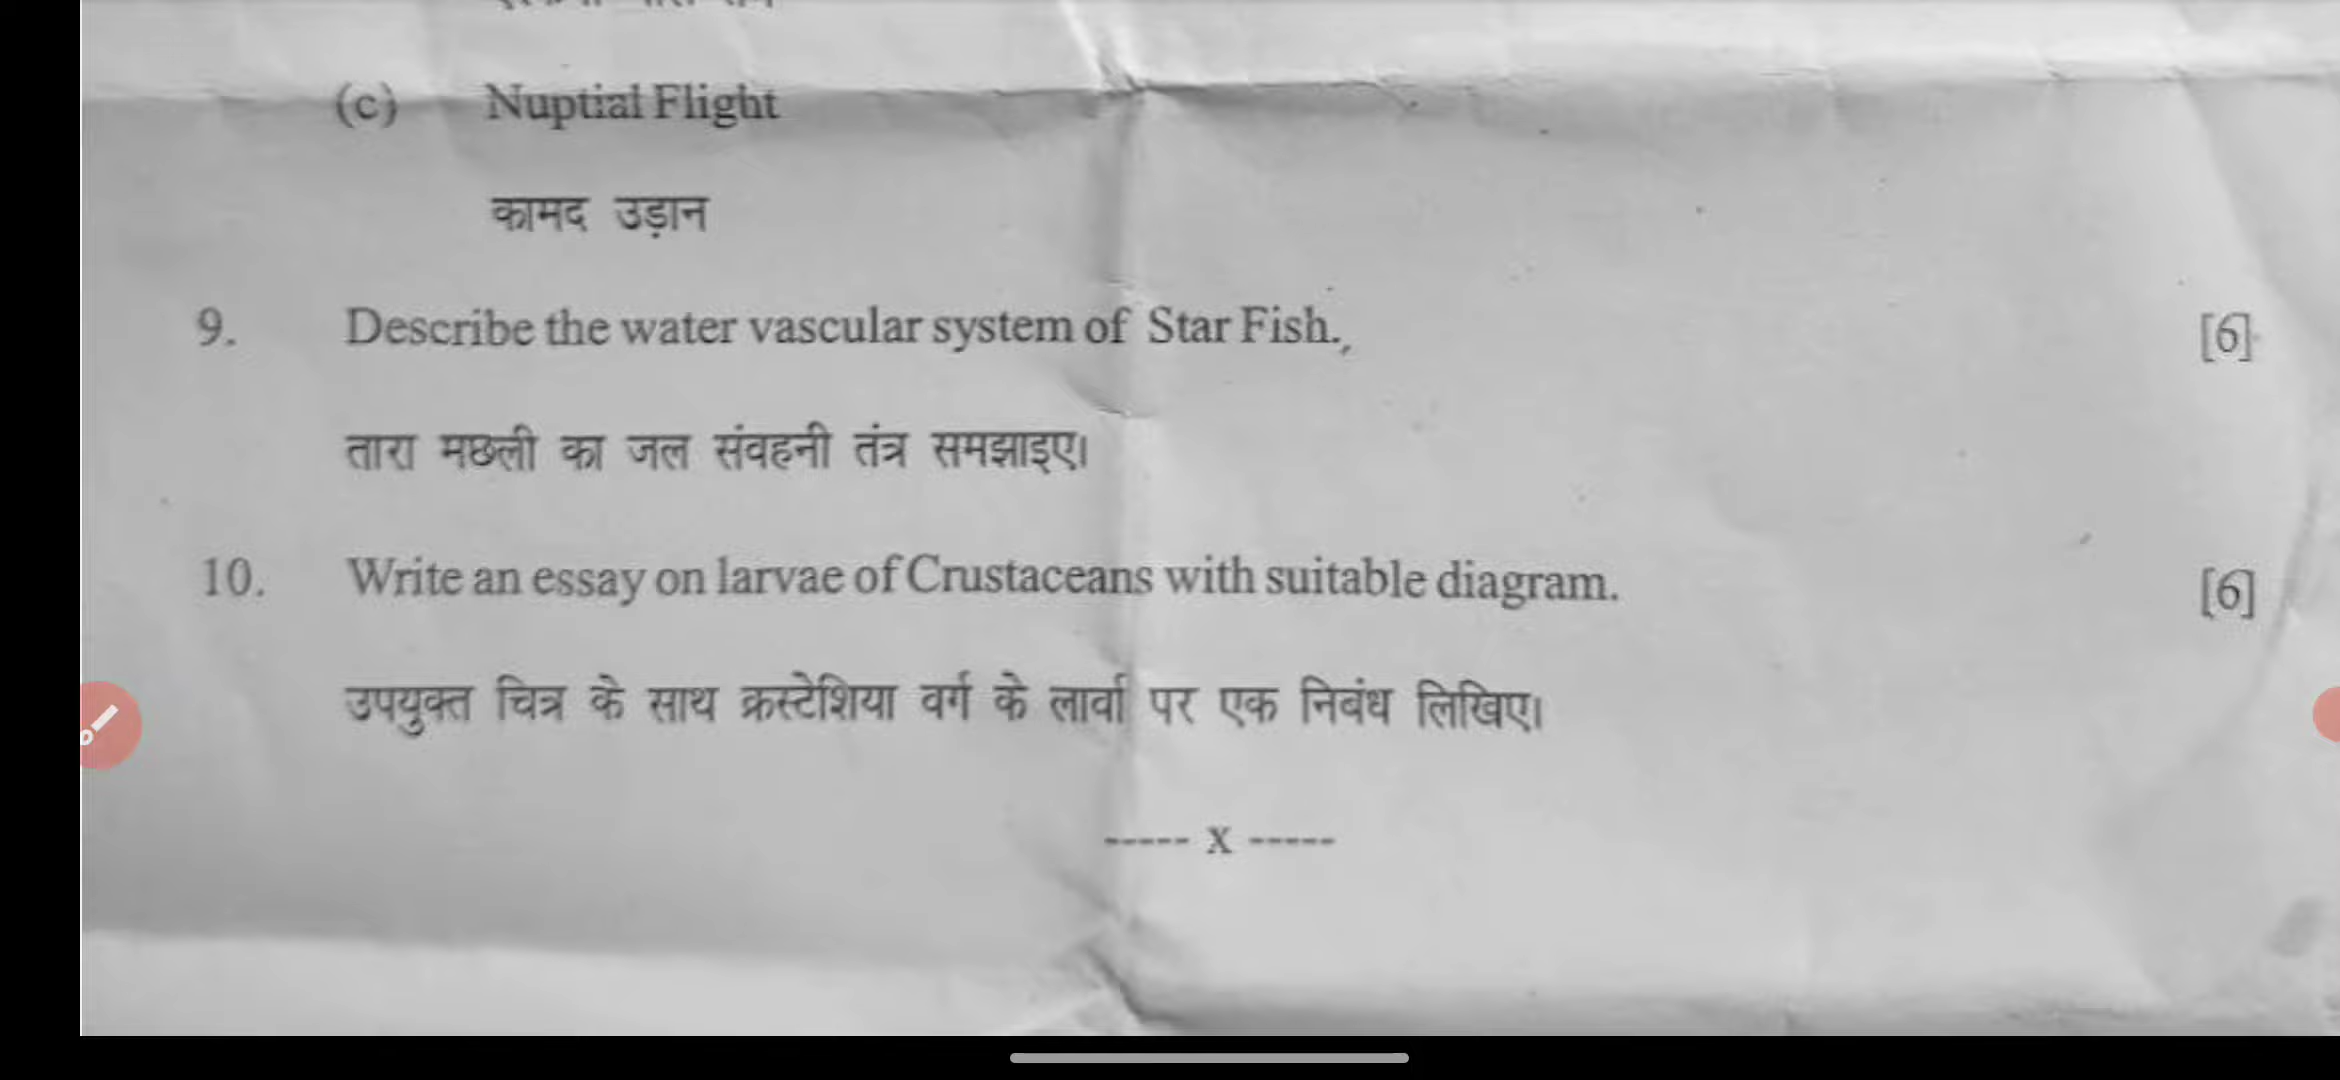 (c) Nuptial Flight
कामद उड़ान
9. Describe the water vascular system of Star Fish., [6]
तारा मछली का जल संवहनी तंत्र समझाइए।
10. Write an essay on larvae of Crustaceans with suitable diagram. [6]
उपयुक्त चित्र के साथ क्रस्टेशिया वर्ग के लार्वा पर एक निबंध लिखिए।
----- x -----